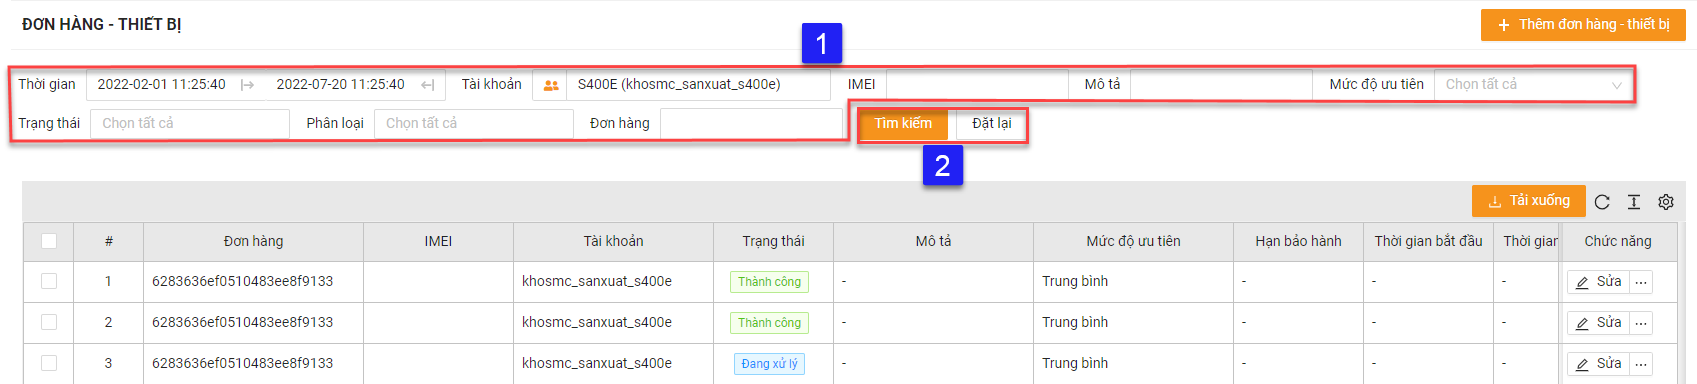 ĐƠN HÀNG - THIẾT BỊ
+ Thêm đơn hàng - thiết bị
1
Thời gian 2022-02-01 11:25:40 2022-07-20 11:25:40 Tài khoản S400E (khosmc_sanxuat_s400e) IMEI Mô tả Mức độ ưu tiên Chọn tất cả
Trạng thái Chọn tất cả Phân loại Chọn tất cả Đơn hàng Tìm kiếm Đặt lại
2
Tải xuống
# Đơn hàng IMEI Tài khoản Trạng thái Mô tả Mức độ ưu tiên Hạn bảo hành Thời gian bắt đầu Thời gian Chức năng
1 6283636ef0510483ee8f9133 khosmc_sanxuat_s400e Thành công - Trung bình - - - Sửa ...
2 6283636ef0510483ee8f9133 khosmc_sanxuat_s400e Thành công - Trung bình - - - Sửa ...
3 6283636ef0510483ee8f9133 khosmc_sanxuat_s400e Đang xử lý - Trung bình - - - Sửa ...